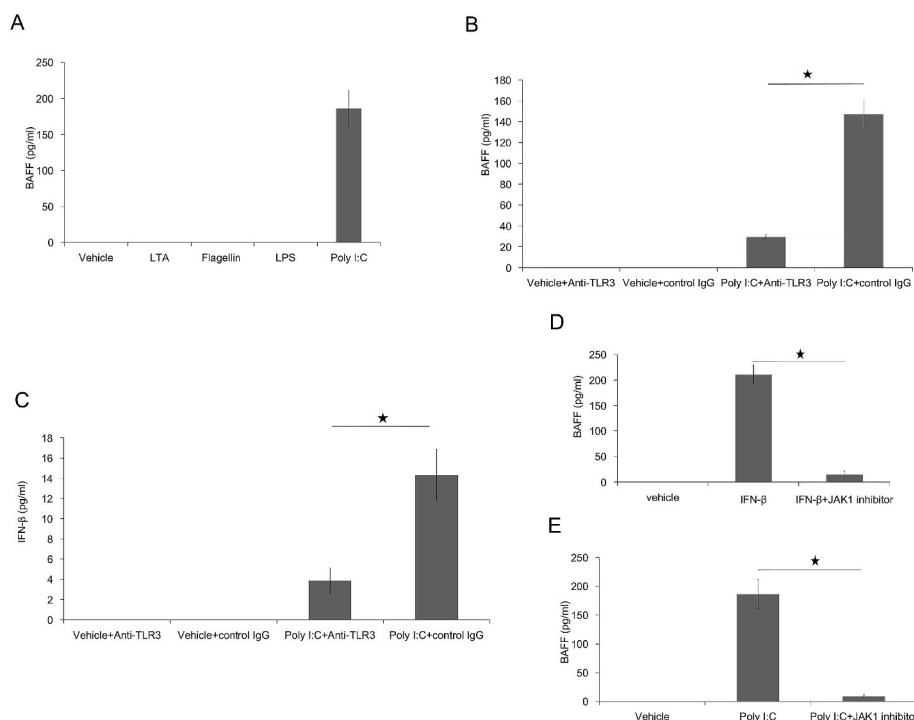 A
250
200
150
100
50
0
BAFF (pg/ml)
Vehicle LTA Flagellin LPS Poly I:C
B
180
160
140
120
100
80
60
40
20
0
BAFF (pg/ml)
★
Vehicle+Anti-TLR3 Vehicle+control IgG Poly I:C+Anti-TLR3 Poly I:C+control IgG
C
18
16
14
12
10
8
6
4
2
0
IFN-β (pg/ml)
★
Vehicle+Anti-TLR3 Vehicle+control IgG Poly I:C+Anti-TLR3 Poly I:C+control IgG
D
250
200
150
100
50
0
BAFF (pg/ml)
★
vehicle IFN-β IFN-β+JAK1 inhibitor
E
250
200
150
100
50
0
BAFF (pg/ml)
★
Vehicle Poly I:C Poly I:C+JAK1 inhibitor